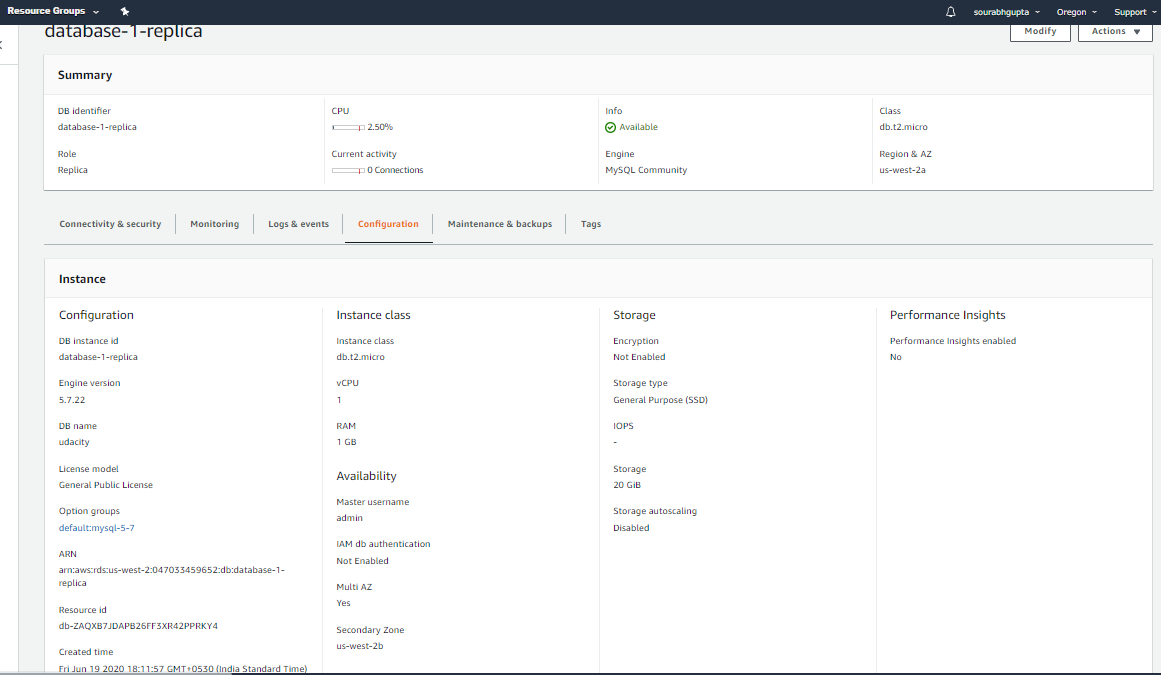 Resource Groups
sourabhgupta
Oregon
Support
database-1-replica
Modify
Actions
Summary
DB identifier
database-1-replica
CPU
2.50%
Info
Available
Class
db.t2.micro
Role
Replica
Current activity
0 Connections
Engine
MySQL Community
Region & AZ
us-west-2a
Connectivity & security
Monitoring
Logs & events
Configuration
Maintenance & backups
Tags
Instance
Configuration
DB instance id
database-1-replica
Engine version
5.7.22
DB name
udacity
License model
General Public License
Option groups
default:mysql-5-7
ARN
arn:aws:rds:us-west-2:047033459652:db:database-1-
replica
Resource id
db-ZAQXB7JDAPB26FF3XR42PPRKY4
Created time
Fri Jun 19 2020 18:11:57 GMT+0530 (India Standard Time)
Instance class
Instance class
db.t2.micro
vCPU
1
RAM
1 GB
Availability
Master username
admin
IAM db authentication
Not Enabled
Multi AZ
Yes
Secondary Zone
us-west-2b
Storage
Encryption
Not Enabled
Storage type
General Purpose (SSD)
IOPS
-
Storage
20 GiB
Storage autoscaling
Disabled
Performance Insights
Performance Insights enabled
No